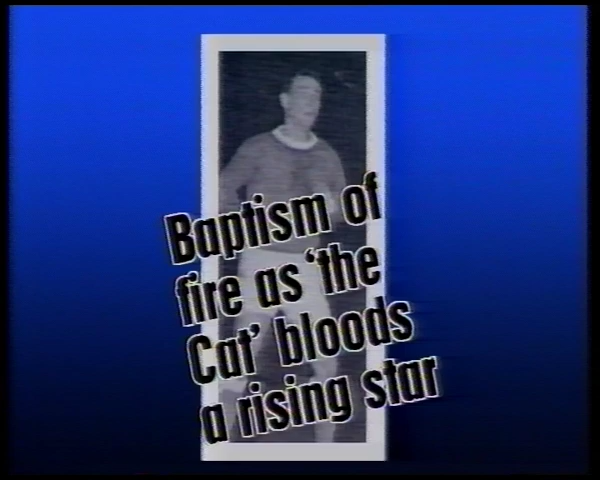 Baptism of
fire as 'the
Cat' bloods
a rising star